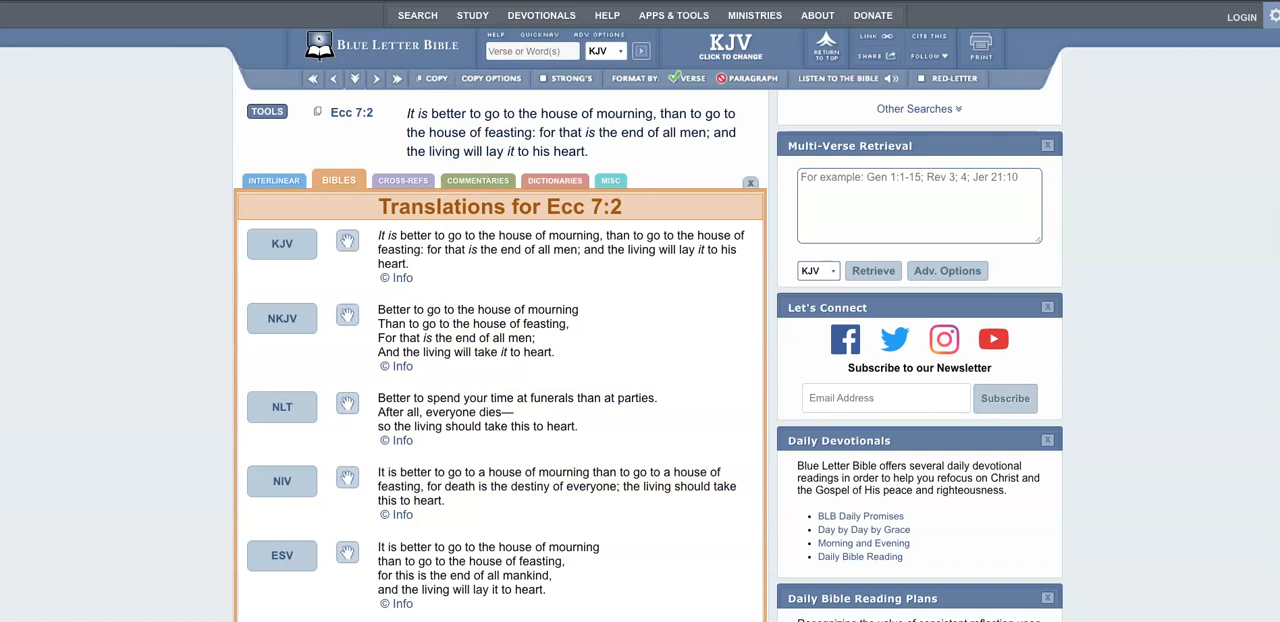 SEARCH STUDY DEVOTIONALS HELP APPS & TOOLS MINISTRIES ABOUT DONATE
LOGIN
BLUE LETTER BIBLE
HELP QUICKNAV ADV OPTIONS
Verse or Word(s) KJV
KJV
CLICK TO CHANGE
RETURN TO TOP
LINK CITE THIS
SHARE FOLLOW
PRINT
COPY COPY OPTIONS STRONG'S FORMAT BY: VERSE PARAGRAPH LISTEN TO THE BIBLE RED-LETTER
TOOLS
Ecc 7:2
It is better to go to the house of mourning, than to go to
the house of feasting: for that is the end of all men; and
the living will lay it to his heart.
INTERLINEAR BIBLES CROSS-REFS COMMENTARIES DICTIONARIES MISC X
Translations for Ecc 7:2
KJV
It is better to go to the house of mourning, than to go to the house of
feasting: for that is the end of all men; and the living will lay it to his
heart.
© Info
NKJV
Better to go to the house of mourning
Than to go to the house of feasting,
For that is the end of all men;
And the living will take it to heart.
© Info
NLT
Better to spend your time at funerals than at parties.
After all, everyone dies—
so the living should take this to heart.
© Info
NIV
It is better to go to a house of mourning than to go to a house of
feasting, for death is the destiny of everyone; the living should take
this to heart.
© Info
ESV
It is better to go to the house of mourning
than to go to the house of feasting,
for this is the end of all mankind,
and the living will lay it to heart.
© Info
Other Searches
Multi-Verse Retrieval X
For example: Gen 1:1-15; Rev 3; 4; Jer 21:10
KJV Retrieve Adv. Options
Let's Connect X
Subscribe to our Newsletter
Email Address Subscribe
Daily Devotionals X
Blue Letter Bible offers several daily devotional
readings in order to help you refocus on Christ and
the Gospel of His peace and righteousness.
BLB Daily Promises
Day by Day by Grace
Morning and Evening
Daily Bible Reading
Daily Bible Reading Plans X